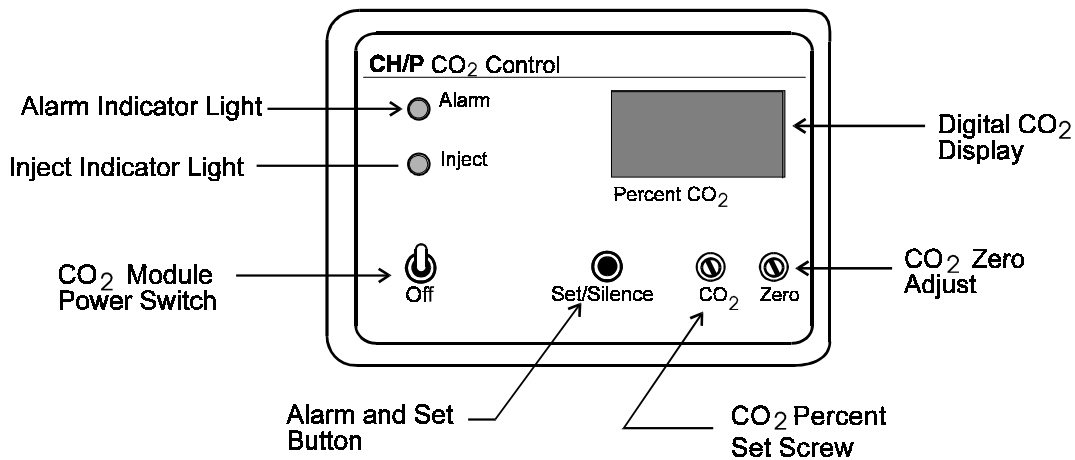 CH/P CO2 Control
Alarm Indicator Light
Alarm
Inject Indicator Light
Inject
Digital CO2
Display
Percent CO2
CO2 Module
Power Switch
Off
Set/Silence
CO2
Zero
CO2 Zero
Adjust
Alarm and Set
Button
CO2 Percent
Set Screw